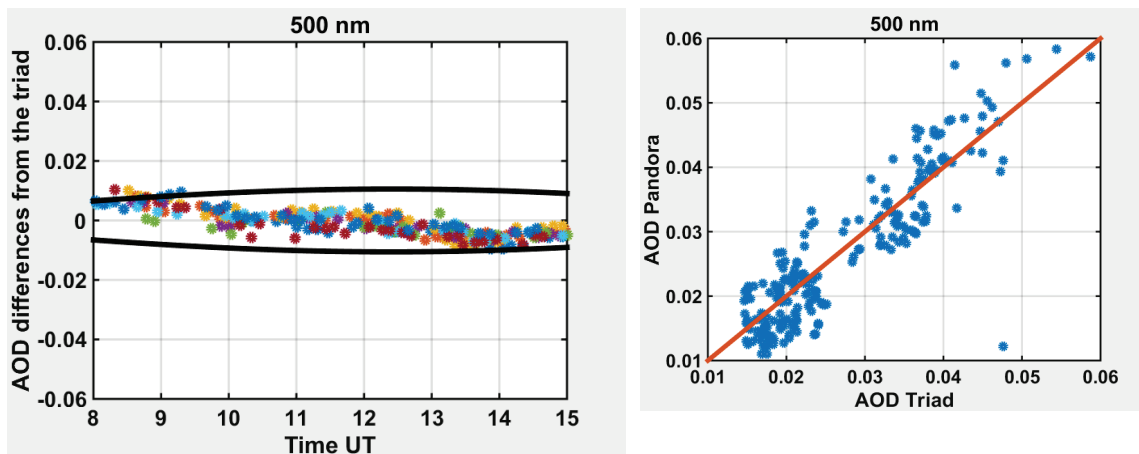 500 nm
AOD differences from the triad
0.06
0.04
0.02
0
-0.02
-0.04
-0.06
8 9 10 11 12 13 14 15
Time UT
500 nm
AOD Pandora
0.06
0.05
0.04
0.03
0.02
0.01
0.01 0.02 0.03 0.04 0.05 0.06
AOD Triad